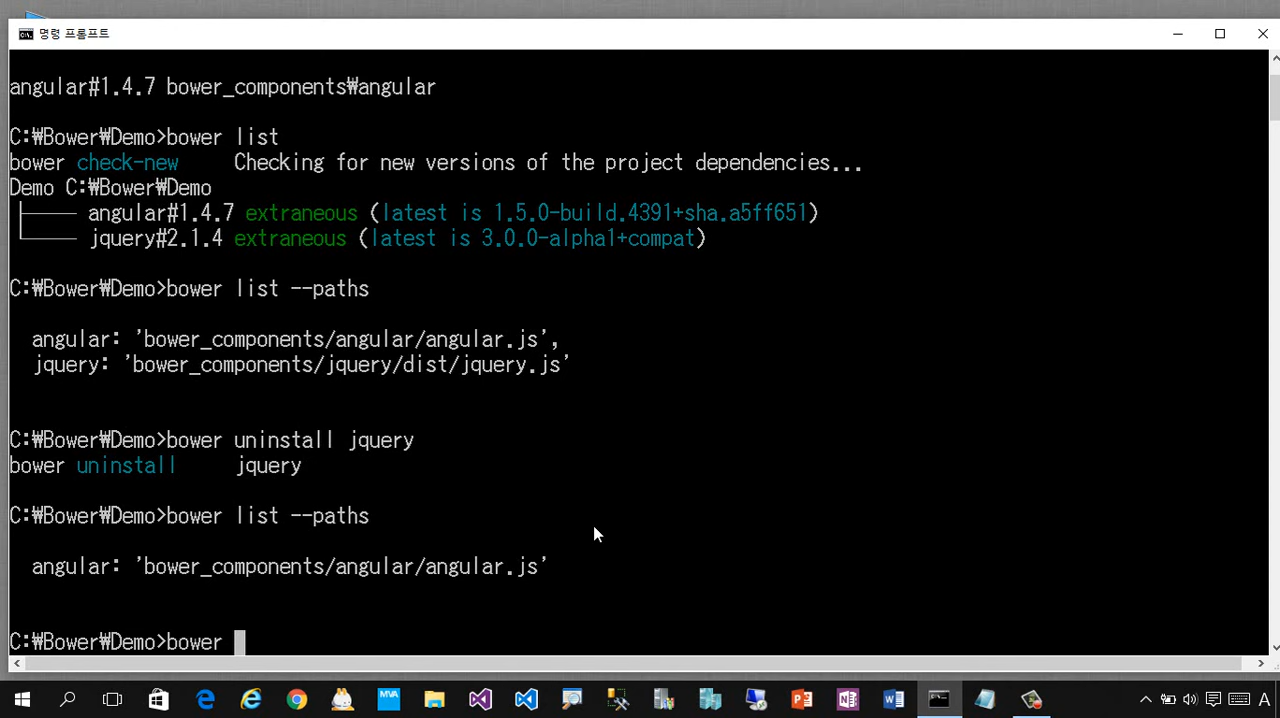 명령 프롬프트
angular#1.4.7 bower_components₩angular
C:₩Bower₩Demo>bower list
bower check-new Checking for new versions of the project dependencies...
Demo C:₩Bower₩Demo
├── angular#1.4.7 extraneous (latest is 1.5.0-build.4391+sha.a5ff651)
└── jquery#2.1.4 extraneous (latest is 3.0.0-alpha1+compat)
C:₩Bower₩Demo>bower list --paths
angular: 'bower_components/angular/angular.js',
jquery: 'bower_components/jquery/dist/jquery.js'
C:₩Bower₩Demo>bower uninstall jquery
bower uninstall jquery
C:₩Bower₩Demo>bower list --paths
angular: 'bower_components/angular/angular.js'
C:₩Bower₩Demo>bower
MVA
A